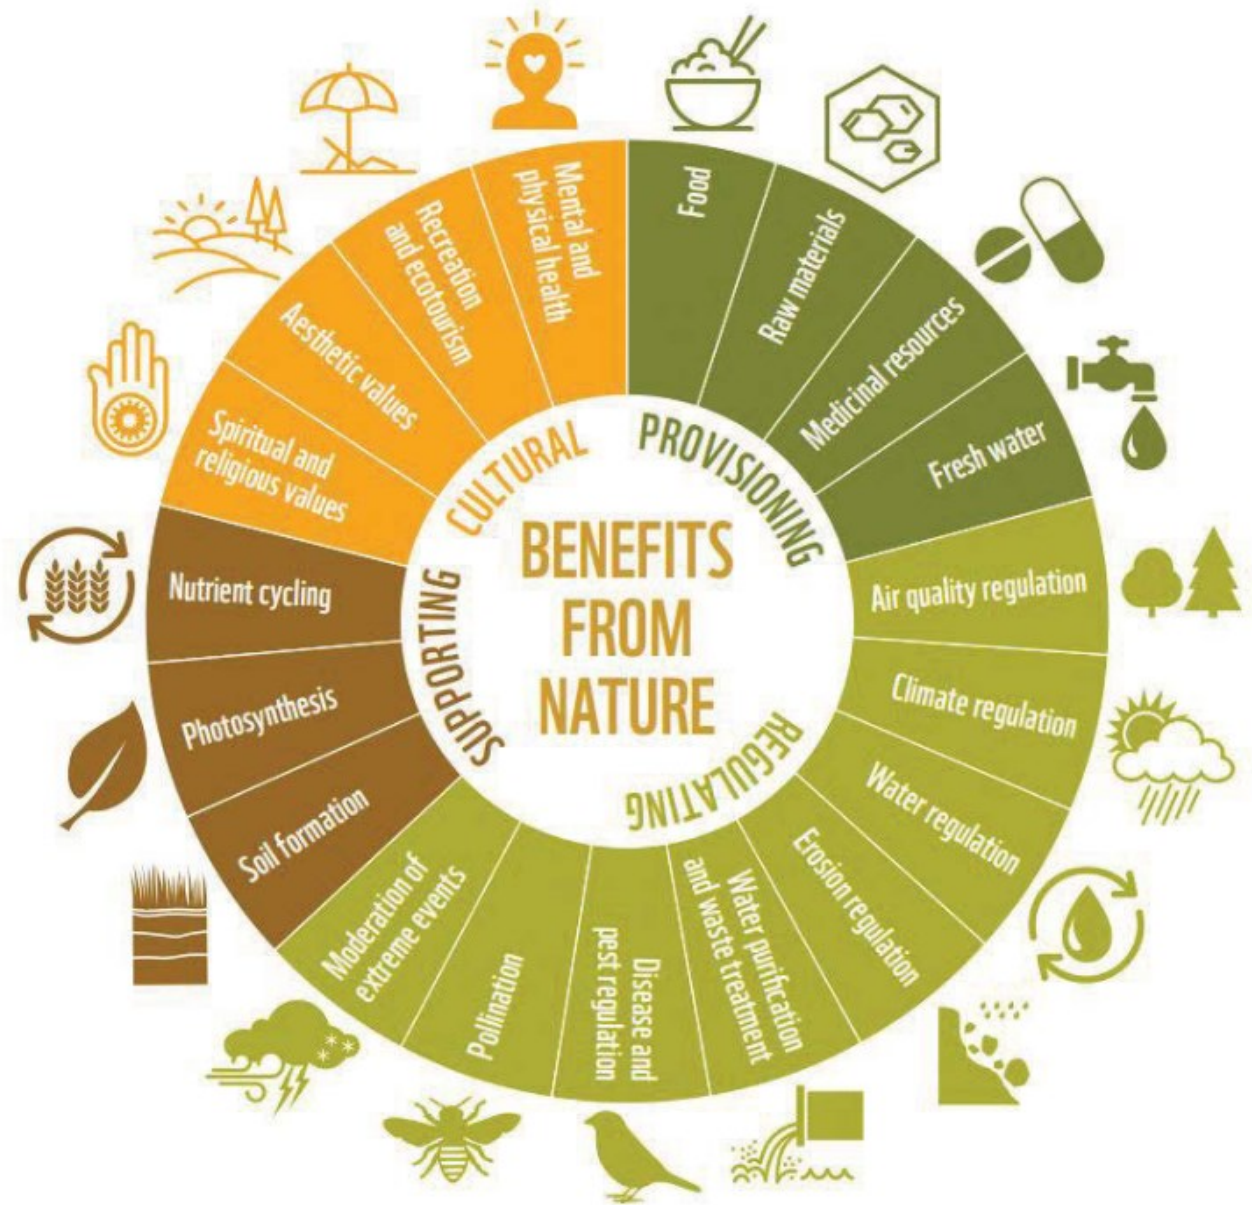 BENEFITS
FROM
NATURE
PROVISIONING
Food
Raw materials
Medicinal resources
Fresh water
REGULATING
Air quality regulation
Climate regulation
Water regulation
Erosion regulation
Water purification
and waste treatment
Disease and
pest regulation
Pollination
Moderation of
extreme events
SUPPORTING
Soil formation
Photosynthesis
Nutrient cycling
CULTURAL
Spiritual and
religious values
Aesthetic values
Recreation
and ecotourism
Mental and
physical health